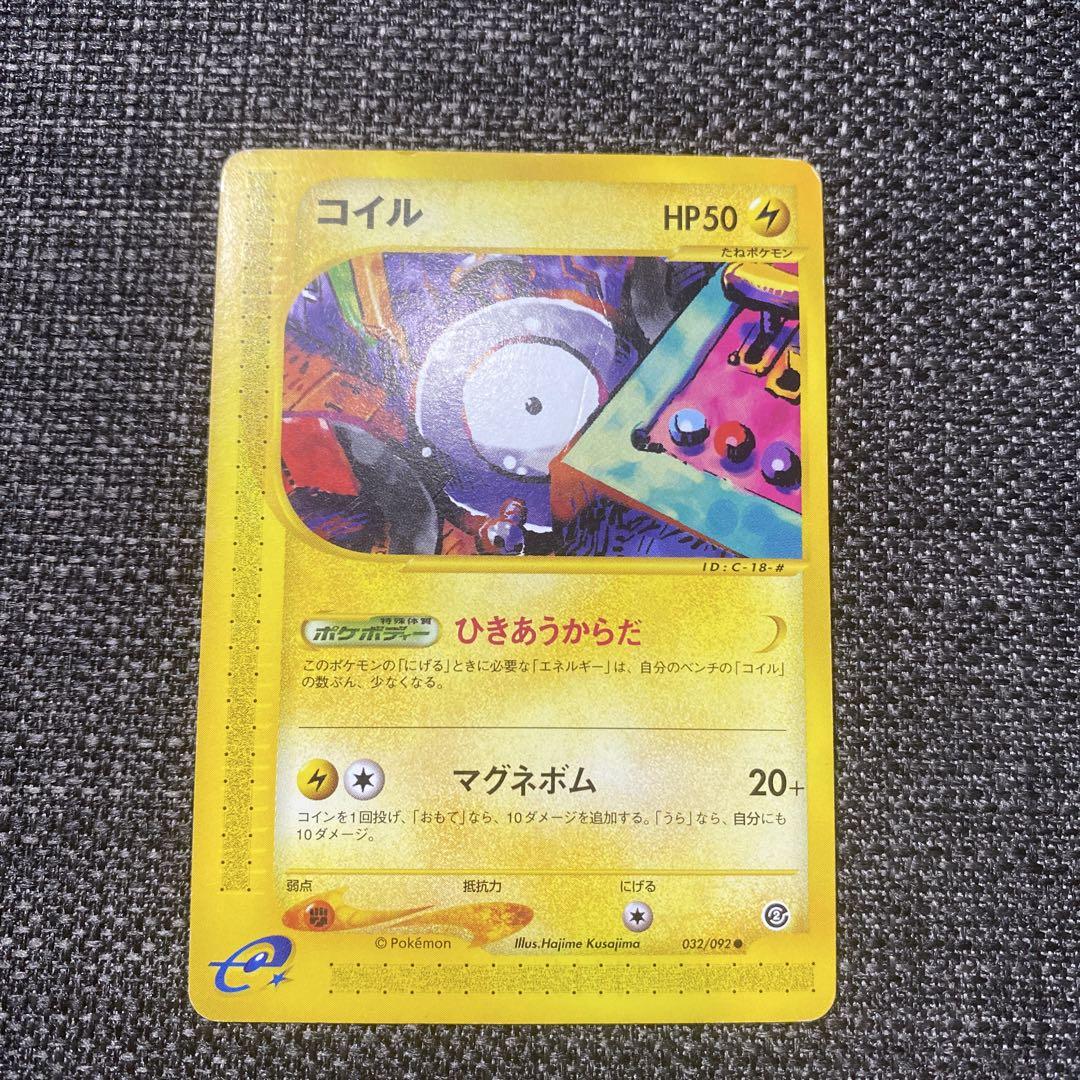 コイル
HP50
たねポケモン
ID:C-18-#
特殊体質
ポケボディー
ひきあうからだ
このポケモンの「にげる」ときに必要な「エネルギー」は、自分のベンチの「コイル」
の数ぶん、少なくなる。
マグネボム 20+
コインを1回投げ、「おもて」なら、10ダメージを追加する。「うら」なら、自分にも
10ダメージ。
弱点 抵抗力 にげる
© Pokémon Illus.Hajime Kusajima 032/092 ●
e
2